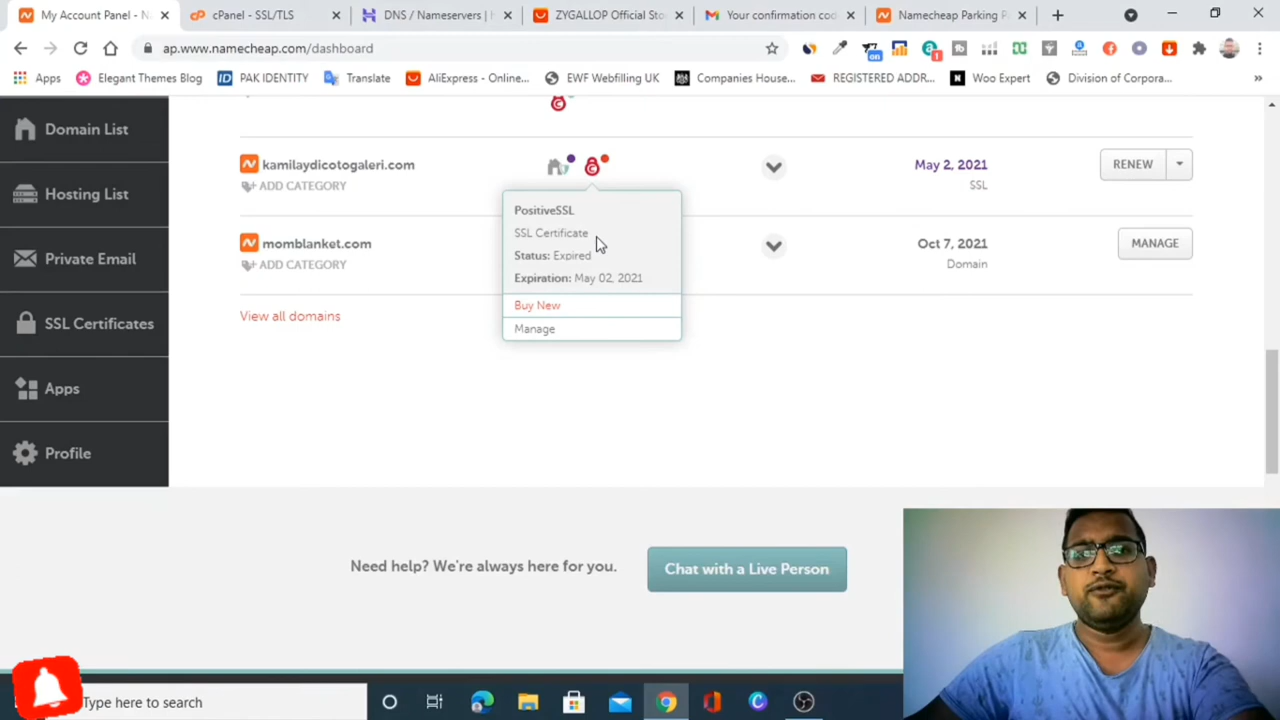 My Account Panel - N
cPanel - SSL/TLS
DNS / Nameservers | H
ZYGALLOP Official Sto
Your confirmation cod
Namecheap Parking P
ap.www.namecheap.com/dashboard
on
1
Apps
Elegant Themes Blog
ID
PAK IDENTITY
Translate
AliExpress - Online...
EWF Webfilling UK
Companies House...
REGISTERED ADDR...
Woo Expert
Division of Corpora...
»
Domain List
Hosting List
Private Email
SSL Certificates
Apps
Profile
kamilaydicotogaleri.com
ADD CATEGORY
May 2, 2021
SSL
RENEW
PositiveSSL
SSL Certificate
Status: Expired
Expiration: May 02, 2021
Buy New
Manage
momblanket.com
ADD CATEGORY
Oct 7, 2021
Domain
MANAGE
View all domains
Need help? We're always here for you.
Chat with a Live Person
Type here to search